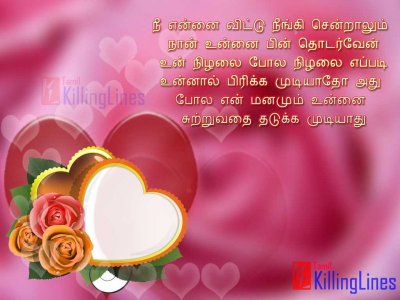 நீ என்னை விட்டு நீங்கி சென்றாலும்
நான் உன்னை பின் தொடர்வேன்
உன் நிழலை போல நிழலை எப்படி
உன்னால் பிரிக்க முடியாதோ அது
போல என் மனமும் உன்னை
சுற்றுவதை தடுக்க முடியாது
Tamil
KillingLines
Tamil
KillingLines